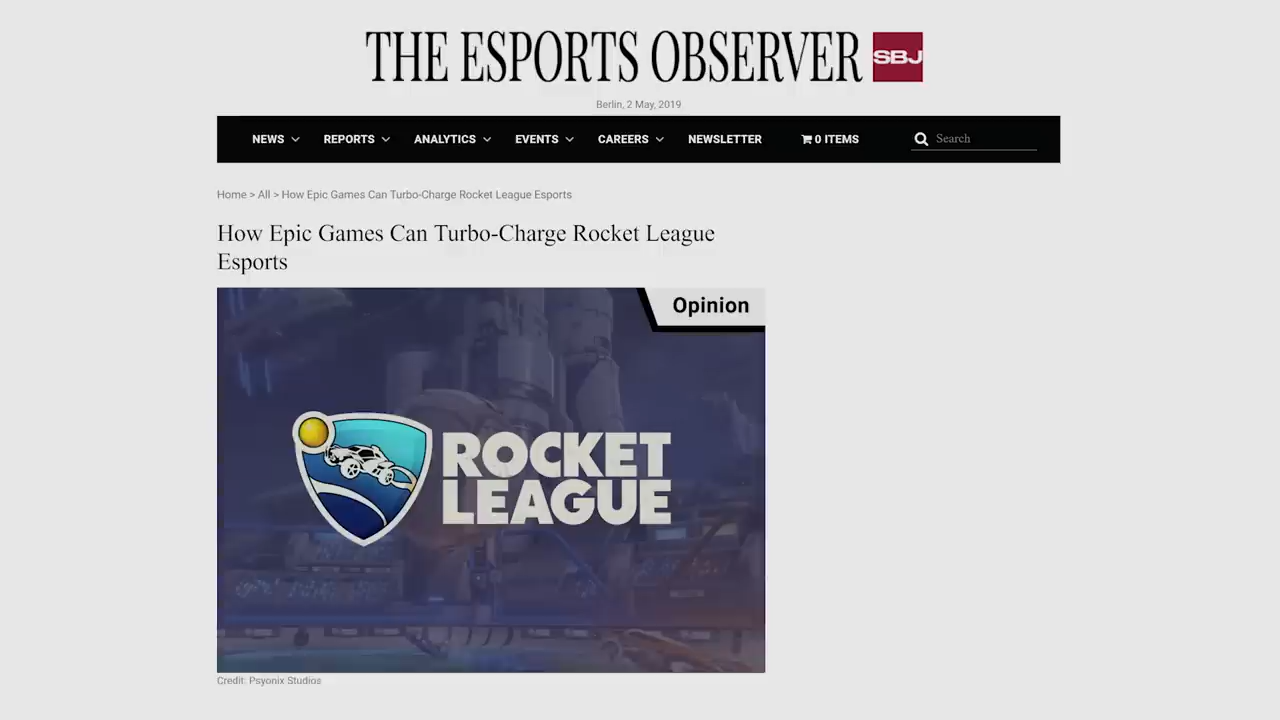 THE ESPORTS OBSERVER SBJ
Berlin, 2 May, 2019
NEWS REPORTS ANALYTICS EVENTS CAREERS NEWSLETTER 0 ITEMS Search
Home > All > How Epic Games Can Turbo-Charge Rocket League Esports
How Epic Games Can Turbo-Charge Rocket League
Esports
Opinion
ROCKET
LEAGUE
Credit: Psyonix Studios